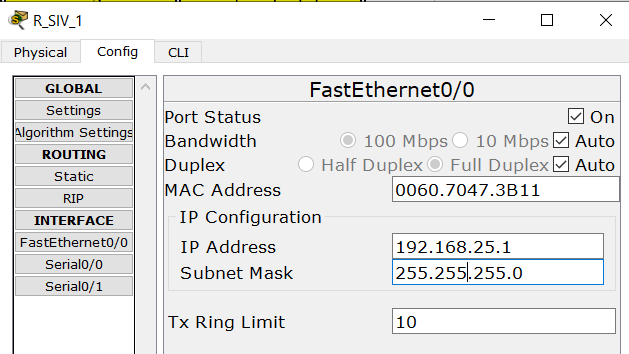 R_SIV_1
Physical Config CLI
GLOBAL
Settings
Algorithm Settings
ROUTING
Static
RIP
INTERFACE
FastEthernet0/0
Serial0/0
Serial0/1
FastEthernet0/0
Port Status On
Bandwidth 100 Mbps 10 Mbps Auto
Duplex Half Duplex Full Duplex Auto
MAC Address 0060.7047.3B11
IP Configuration
IP Address 192.168.25.1
Subnet Mask 255.255.255.0
Tx Ring Limit 10